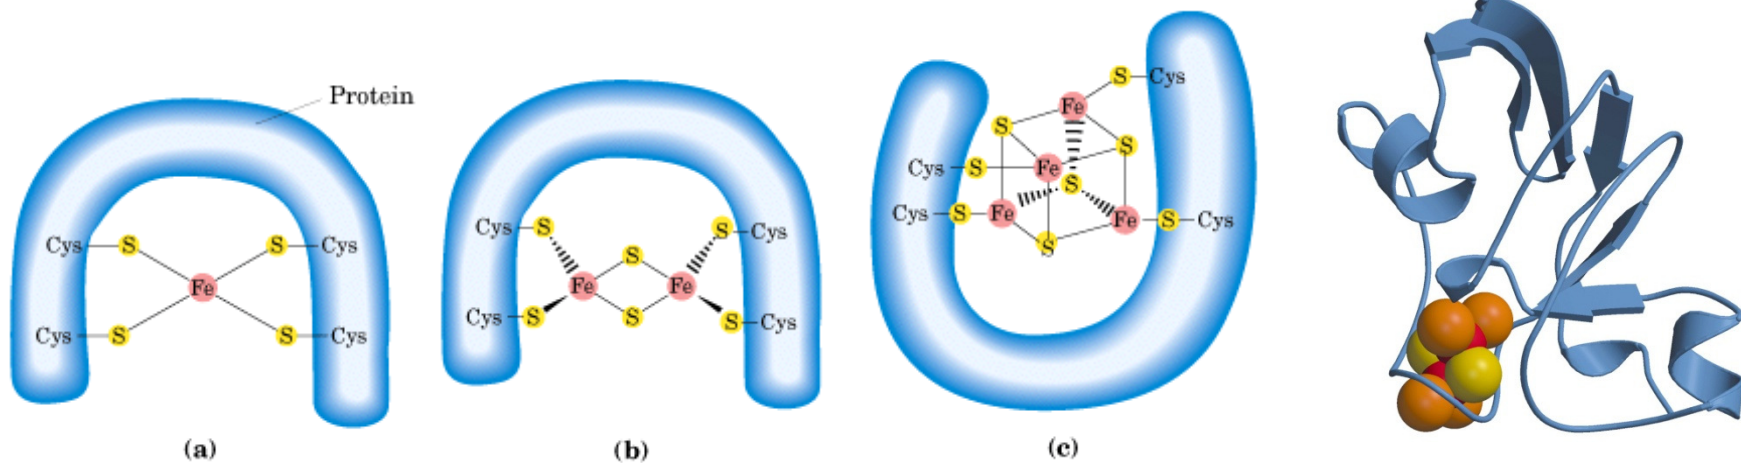 Protein
Cys S S Cys
Fe
Cys S S Cys
(a)
Cys S S Cys
S
Fe Fe
Cys S S S Cys
(b)
S Cys
Fe
S S
Cys S Fe
S
Cys S Fe Fe S Cys
S
(c)